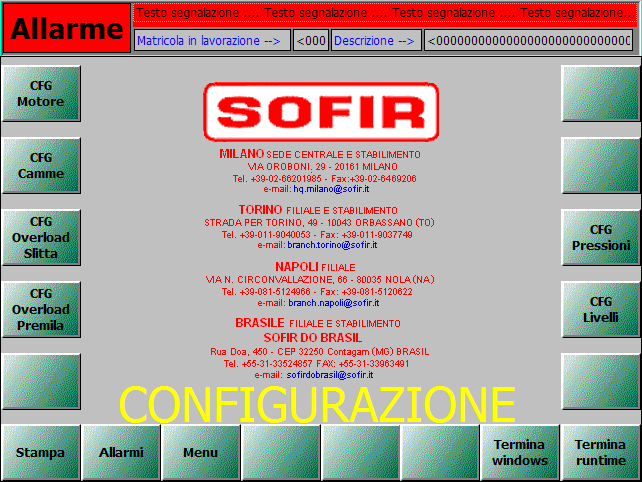 Allarme
Testo segnalazione .... Testo segnalazione .... Testo segnalazione .... Testo segnalazione...
Matricola in lavorazione -->
<000
Descrizione -->
<00000000000000000000000000000
CFG
Motore
CFG
Camme
CFG
Overload
Slitta
CFG
Overload
Premila
SOFIR
MILANO SEDE CENTRALE E STABILIMENTO
VIA OROBONI, 29 - 20161 MILANO
Tel. +39-02-66201985 - Fax:+39-02-6469206
e-mail: hq.milano@sofir.it
TORINO FILIALE E STABILIMENTO
STRADA PER TORINO, 49 - 10043 ORBASSANO (TO)
Tel. +39-011-9040053 - Fax: +39-011-9037749
e-mail: branch.torino@sofir.it
NAPOLI FILIALE
VIA N. CIRCONVALLAZIONE, 66 - 80035 NOLA (NA)
Tel. +39-081-5124966 - Fax: +39-081-5120622
e-mail: branch.napoli@sofir.it
BRASILE FILIALE E STABILIMENTO
SOFIR DO BRASIL
Rua Doa, 450 - CEP 32250 Contagam (MG) BRASIL
Tel. +55-31-33524857 FAX: +55-31-33963491
e-mail: sofirdobrasil@sofir.it
CFG
Pressioni
CFG
Livelli
CONFIGURAZIONE
Stampa
Allarmi
Menu
Termina
windows
Termina
runtime